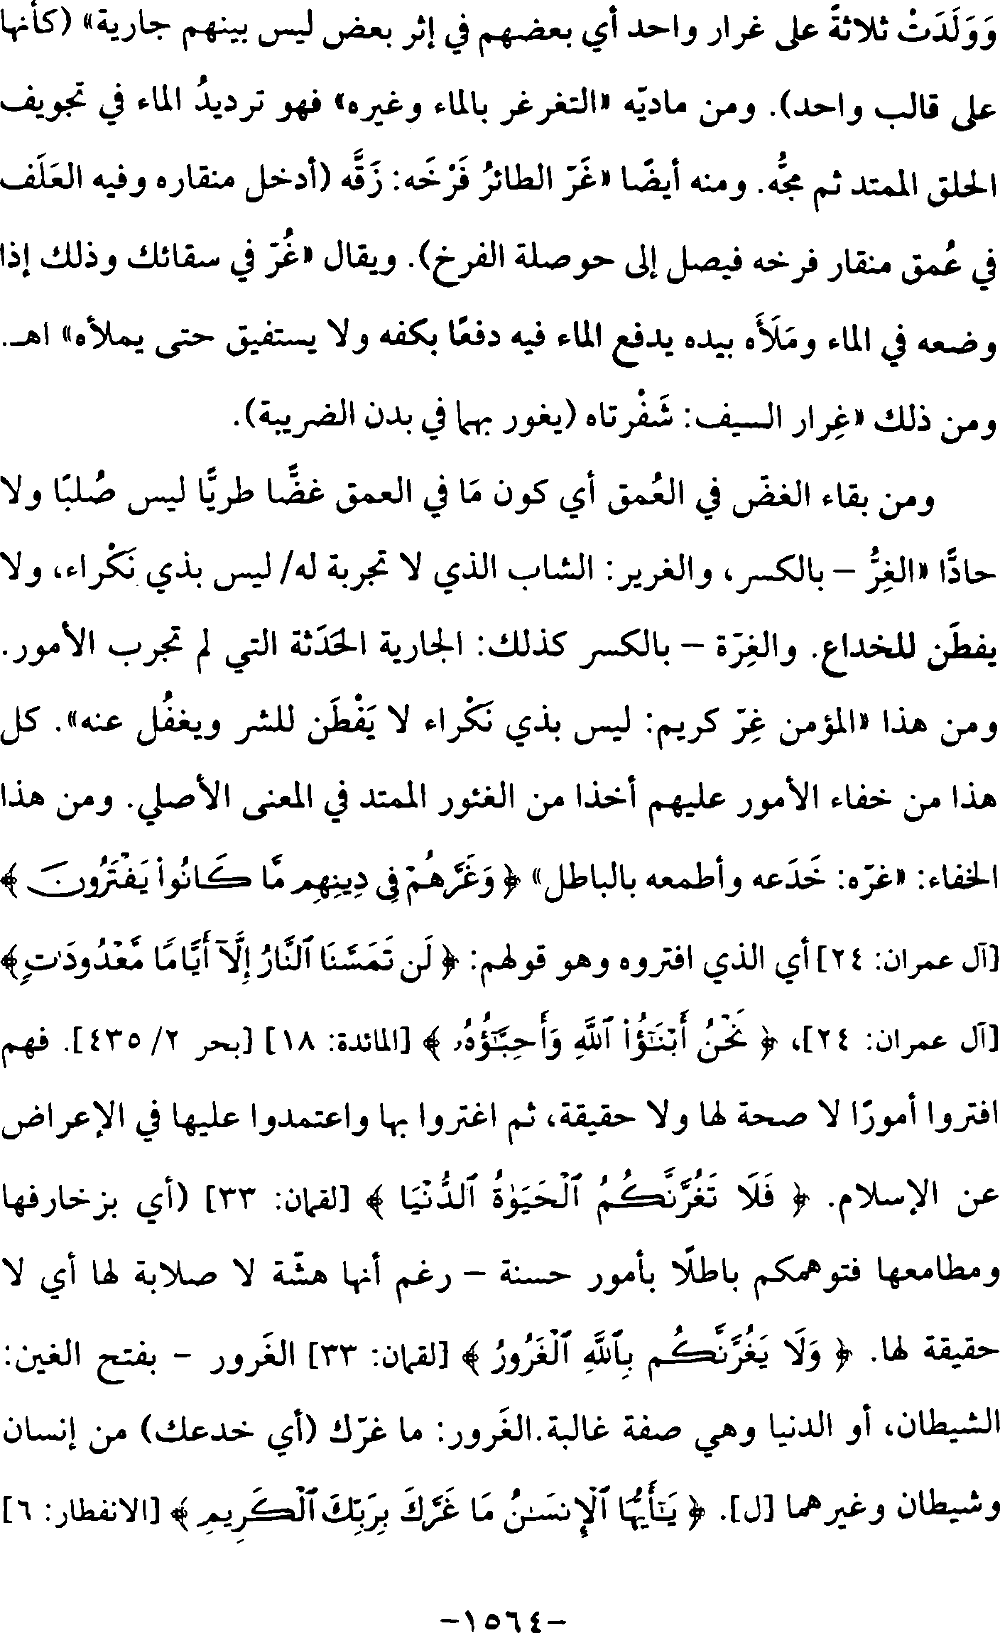 وَوَلَدَتْ ثلاثةً على غرار واحد أي بعضهم في إثر بعض ليس بينهم جارية» (كأنها
على قالب واحد). ومن ماديّه «التغرغر بالماء وغيره» فهو ترديدُ الماء في تجويف
الحلق الممتد ثم مجُّه. ومنه أيضًا «غَرّ الطائرُ فَرْخَه: زَقَّه (أدخل منقاره وفيه العَلَف
في عُمق منقار فرخه فيصل إلى حوصلة الفرخ). ويقال «غُرّ في سقائك وذلك إذا
وضعه في الماء ومَلَأَه بيده يدفع الماء فيه دفعًا بكفه ولا يستفيق حتى يملأه» اهـ.
ومن ذلك «غِرار السيف: شَفْرتاه (يغور بهما في بدن الضريبة).
ومن بقاء الغضّ في العُمق أي كون مَا في العمق غضًّا طريًّا ليس صُلبًا ولا
حادًّا «الغِرُّ – بالكسر، والغرير: الشاب الذي لا تجربة له/ ليس بذي نَكْراء، ولا
يفطَن للخداع. والغِرّة – بالكسر كذلك: الجارية الحَدَثة التي لم تجرب الأمور.
ومن هذا «المؤمن غِرّ كريم: ليس بذي نَكْراء لا يَفْطَن للشر ويغفُل عنه». كل
هذا من خفاء الأمور عليهم أخذا من الغئور الممتد في المعنى الأصلي. ومن هذا
الخفاء: «غرّه: خَدَعه وأطمعه بالباطل» ﴿ وَغَرَّهُمْ فِي دِينِهِم مَّا كَانُوا۟ يَفْتَرُونَ ﴾
[آل عمران: ٢٤] أي الذي افتروه وهو قولهم: ﴿ لَن تَمَسَّنَا ٱلنَّارُ إِلَّآ أَيَّامًا مَّعْدُودَٰتٍ ﴾
[آل عمران: ٢٤]، ﴿ نَحْنُ أَبْنَٰٓؤُا۟ ٱللَّهِ وَأَحِبَّٰٓؤُهُۥ ﴾ [المائدة: ١٨] [بحر ٢/ ٤٣٥]. فهم
افتروا أمورًا لا صحة لها ولا حقيقة، ثم اغتروا بها واعتمدوا عليها في الإعراض
عن الإسلام. ﴿ فَلَا تَغُرَّنَّكُمُ ٱلْحَيَوٰةُ ٱلدُّنْيَا ﴾ [لقمان: ٣٣] (أي بزخارفها
ومطامعها فتوهمكم باطلًا بأمور حسنة – رغم أنها هشّة لا صلابة لها أي لا
حقيقة لها. ﴿ وَلَا يَغُرَّنَّكُم بِٱللَّهِ ٱلْغَرُورُ ﴾ [لقمان: ٣٣] الغَرور – بفتح الغين:
الشيطان، أو الدنيا وهي صفة غالبة.الغَرور: ما غرّك (أي خدعك) من إنسان
وشيطان وغيرهما [ل]. ﴿ يَٰٓأَيُّهَا ٱلْإِنسَٰنُ مَا غَرَّكَ بِرَبِّكَ ٱلْكَرِيمِ ﴾ [الانفطار: ٦]
–١٥٦٤–